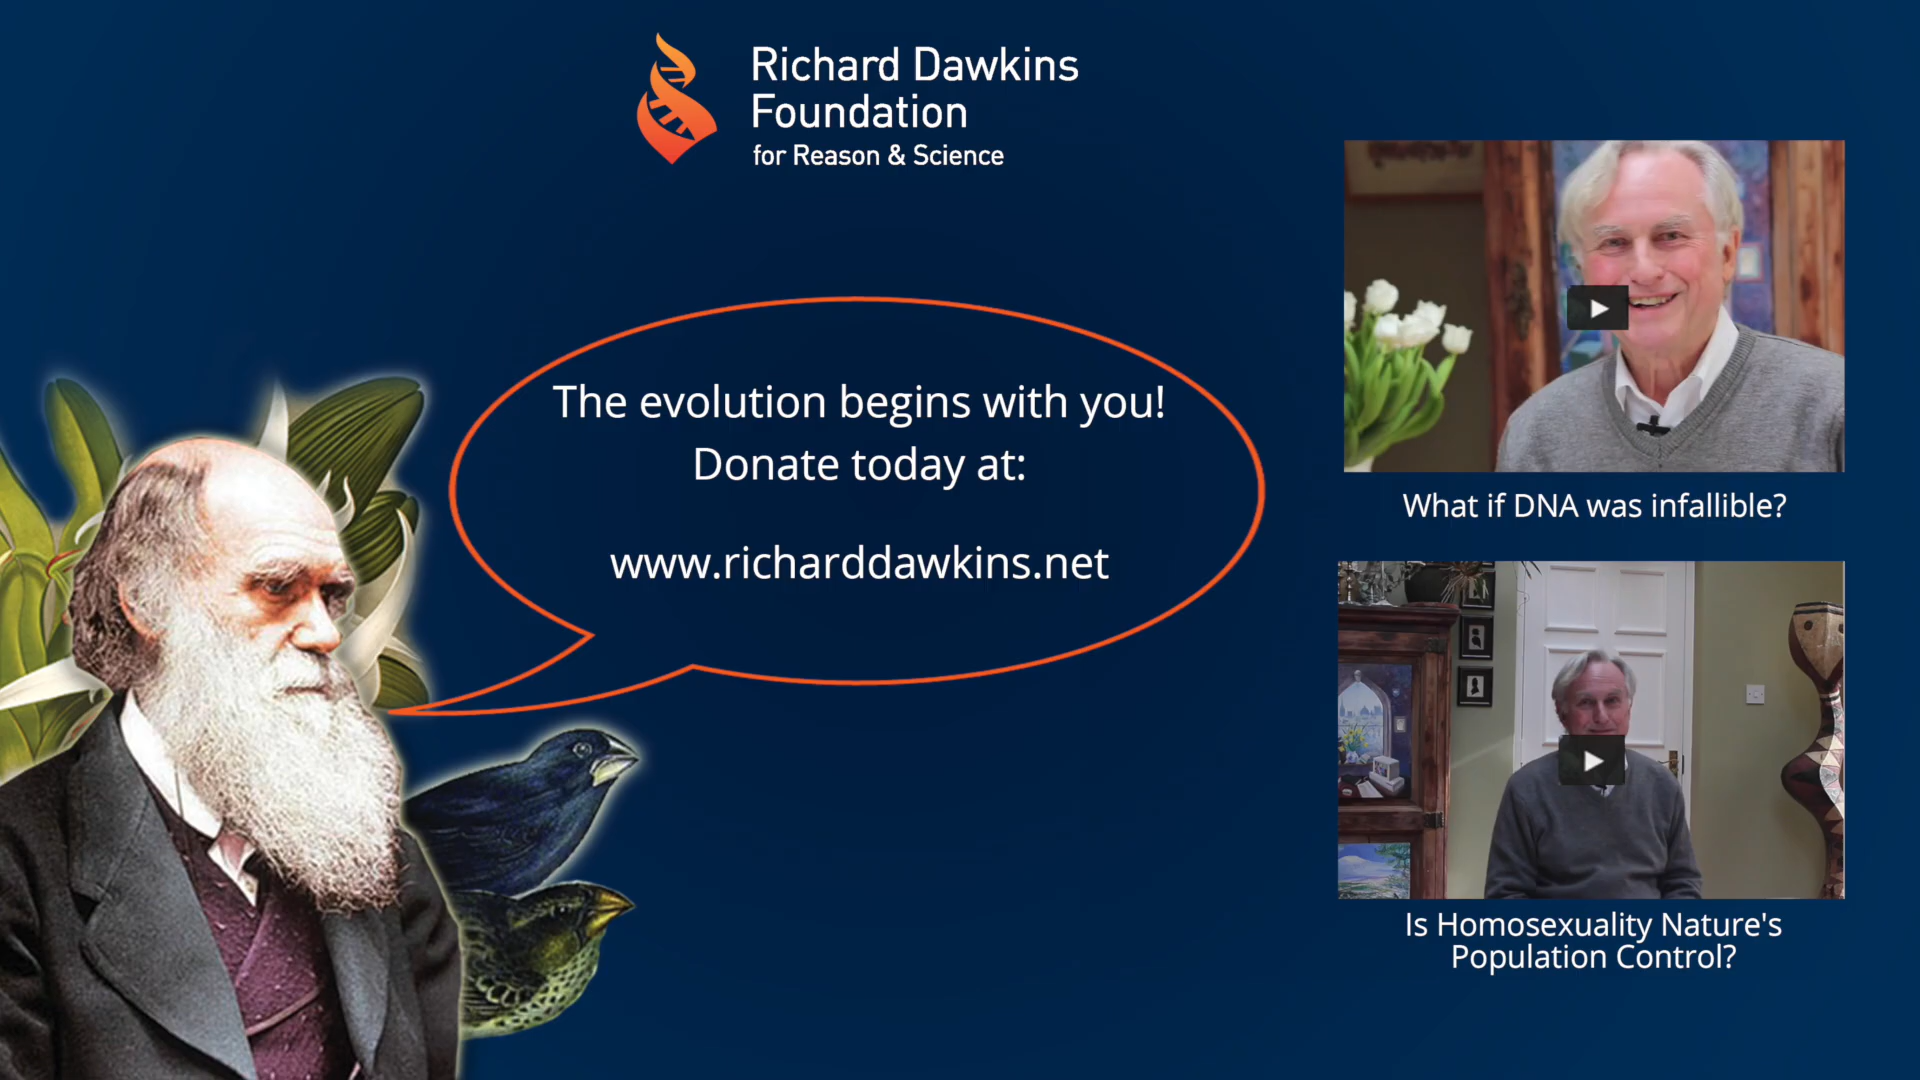 Richard Dawkins
Foundation
for Reason & Science
The evolution begins with you!
Donate today at:
www.richarddawkins.net
What if DNA was infallible?
Is Homosexuality Nature's
Population Control?